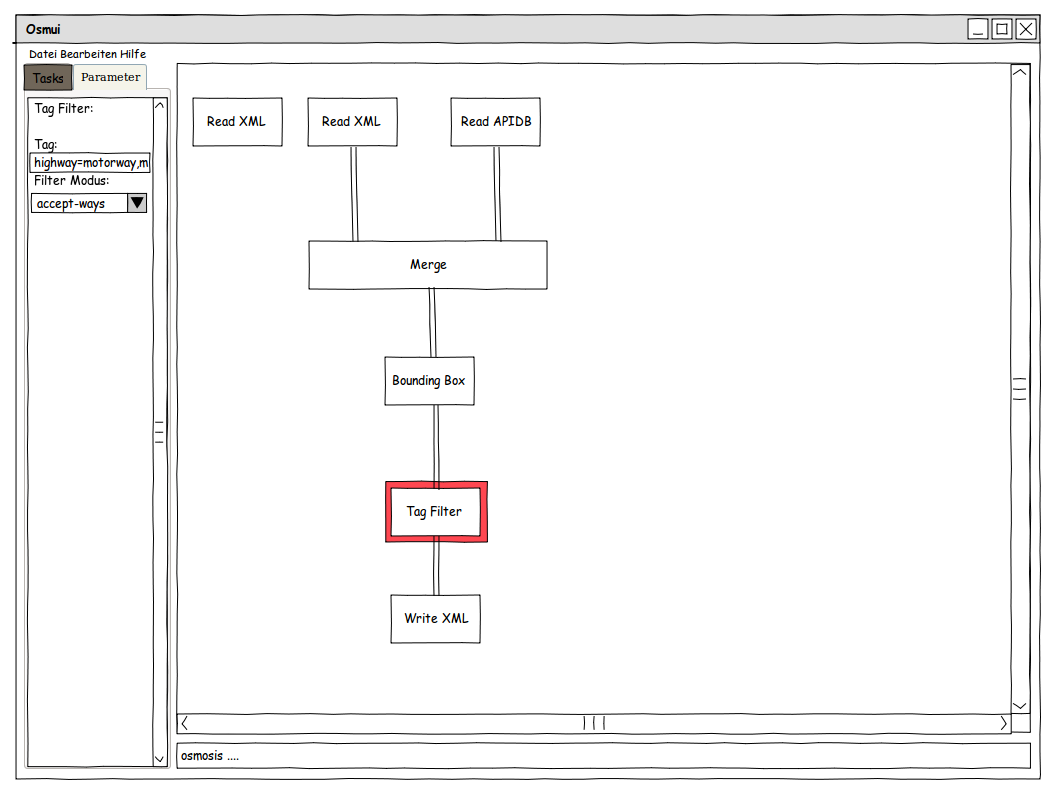 Osmui
Datei Bearbeiten Hilfe
Tasks
Parameter
Tag Filter:
Tag:
highway=motorway,m
Filter Modus:
accept-ways
Read XML
Read XML
Read APIDB
Merge
Bounding Box
Tag Filter
Write XML
osmosis ....